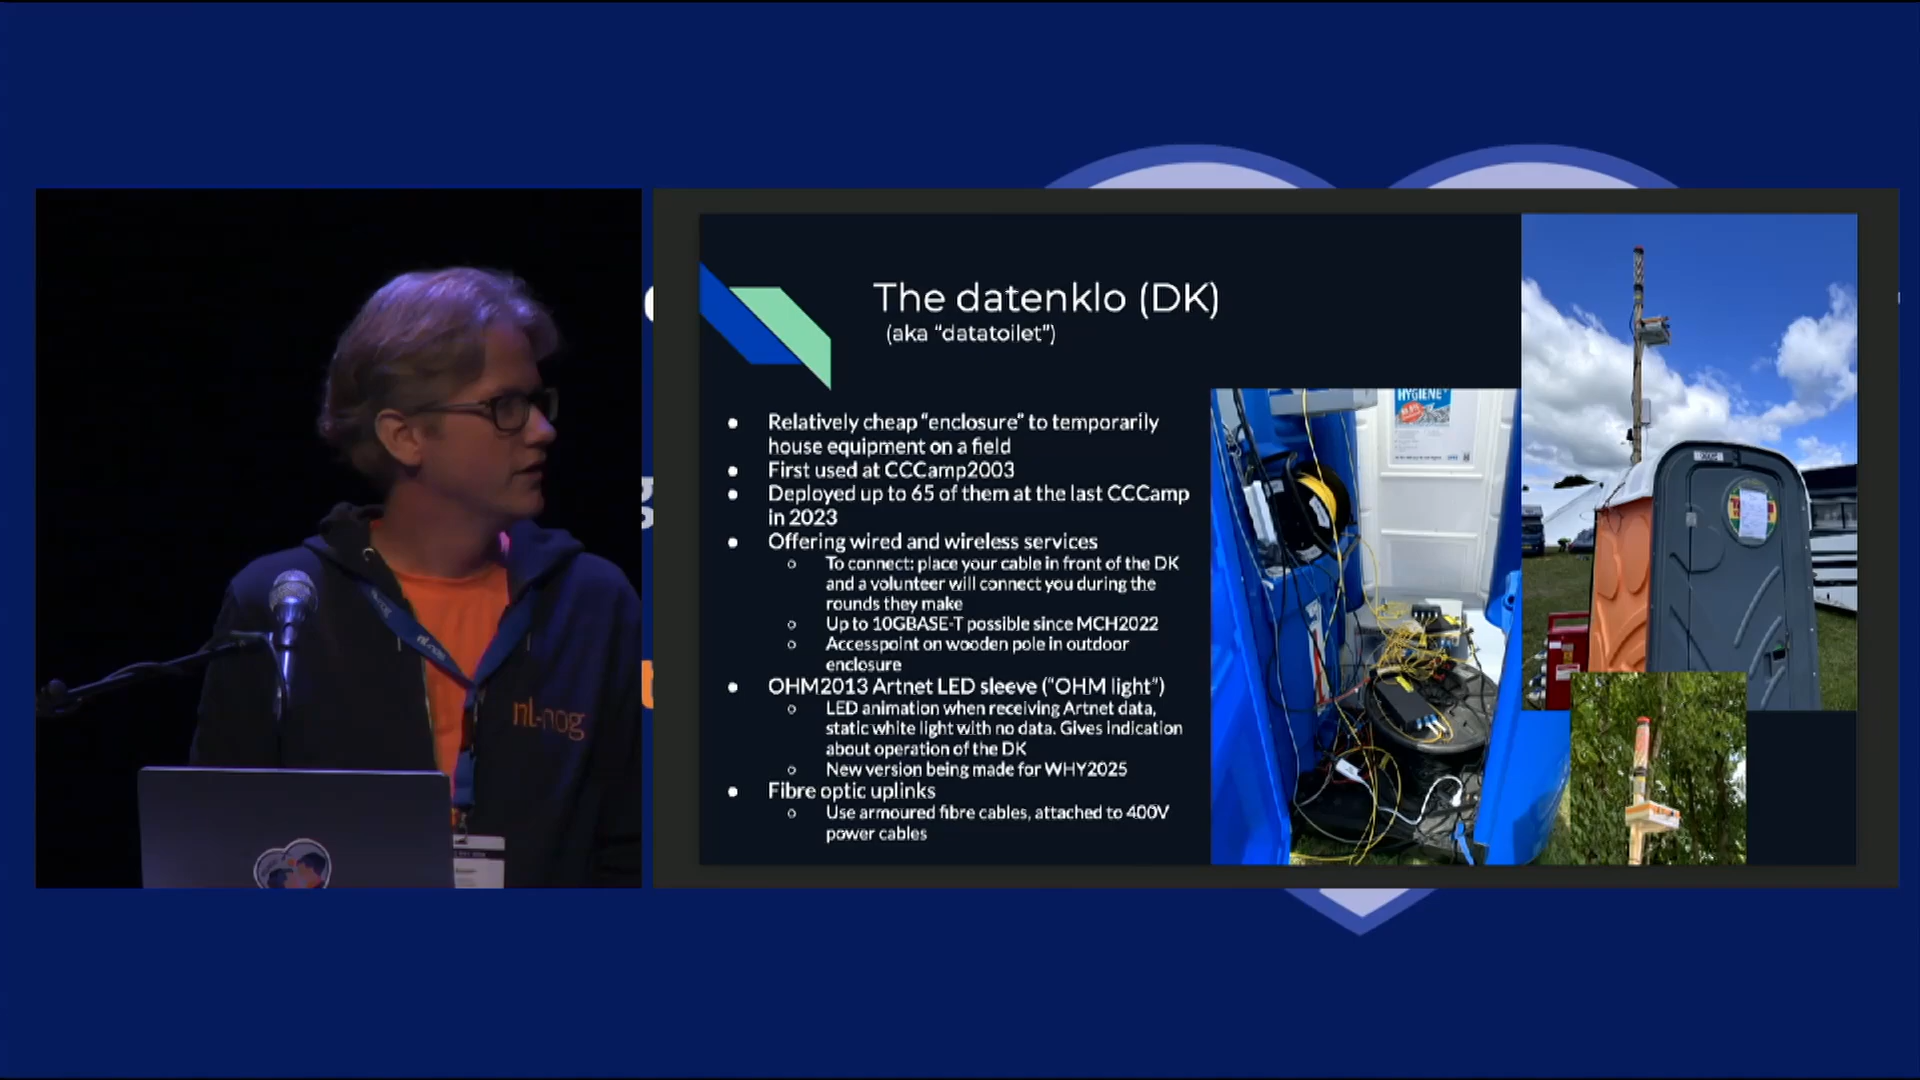 The datenklo (DK)
(aka "datatoilet")
● Relatively cheap "enclosure" to temporarily
house equipment on a field
● First used at CCCamp2003
● Deployed up to 65 of them at the last CCCamp
in 2023
● Offering wired and wireless services
○ To connect: place your cable in front of the DK
and a volunteer will connect you during the
rounds they make
○ Up to 10GBASE-T possible since MCH2022
○ Accesspoint on wooden pole in outdoor
enclosure
● OHM2013 Artnet LED sleeve ("OHM light")
○ LED animation when receiving Artnet data,
static white light with no data. Gives indication
about operation of the DK
○ New version being made for WHY2025
● Fibre optic uplinks
○ Use armoured fibre cables, attached to 400V
power cables
HYGIENE
nl-nog
nl-nog